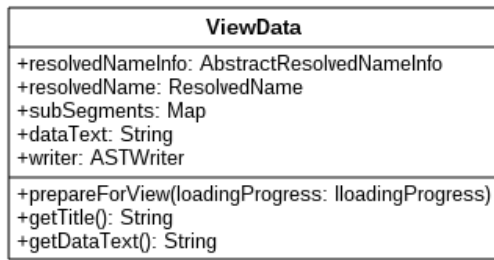 ViewData
+resolvedNameInfo: AbstractResolvedNameInfo
+resolvedName: ResolvedName
+subSegments: Map
+dataText: String
+writer: ASTWriter
+prepareForView(loadingProgress: IloadingProgress)
+getTitle(): String
+getDataText(): String